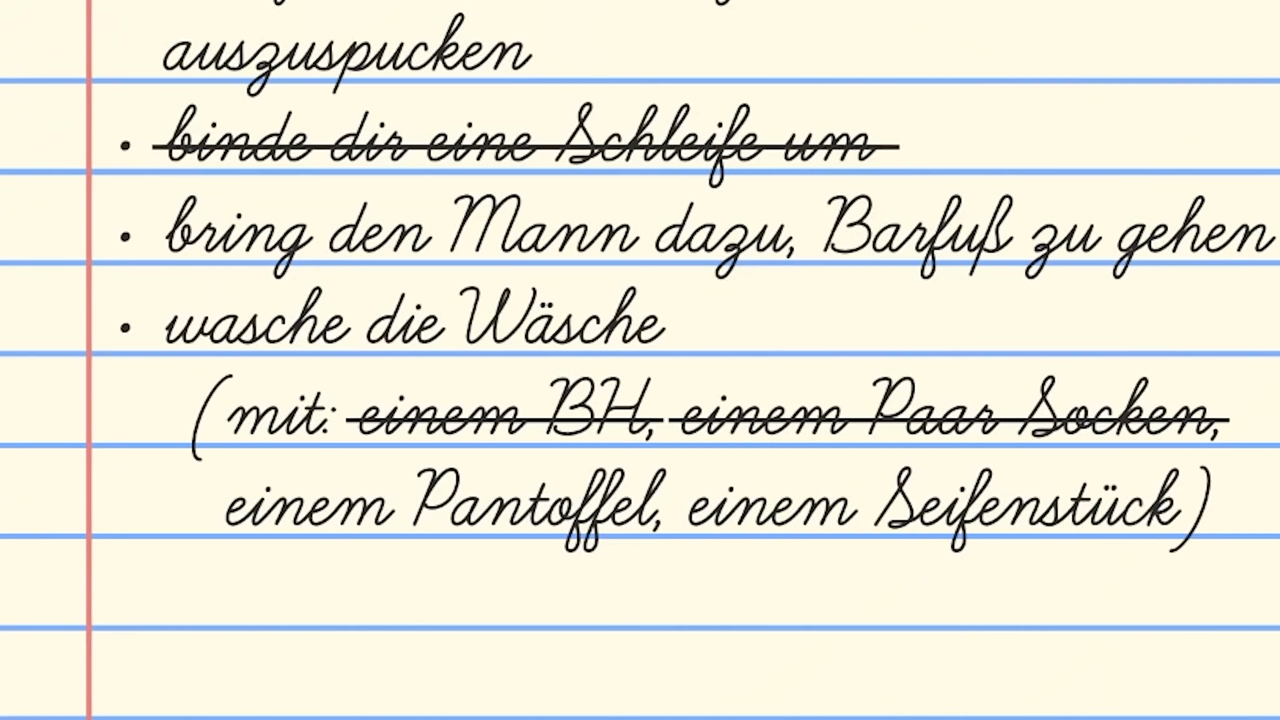 auszuspucken
• binde dir eine Schleife um
• bring den Mann dazu, Barfuß zu gehen
• wasche die Wäsche
(mit: einem BH, einem Paar Socken,
einem Pantoffel, einem Seifenstück)